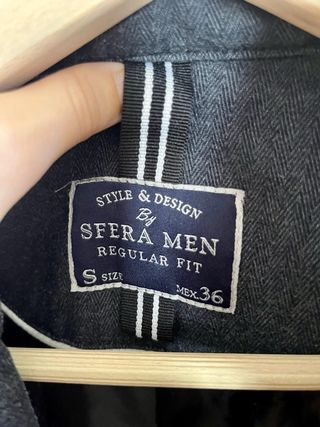 STYLE & DESIGN
By
SFERA MEN
REGULAR FIT
S SIZE MEX.36